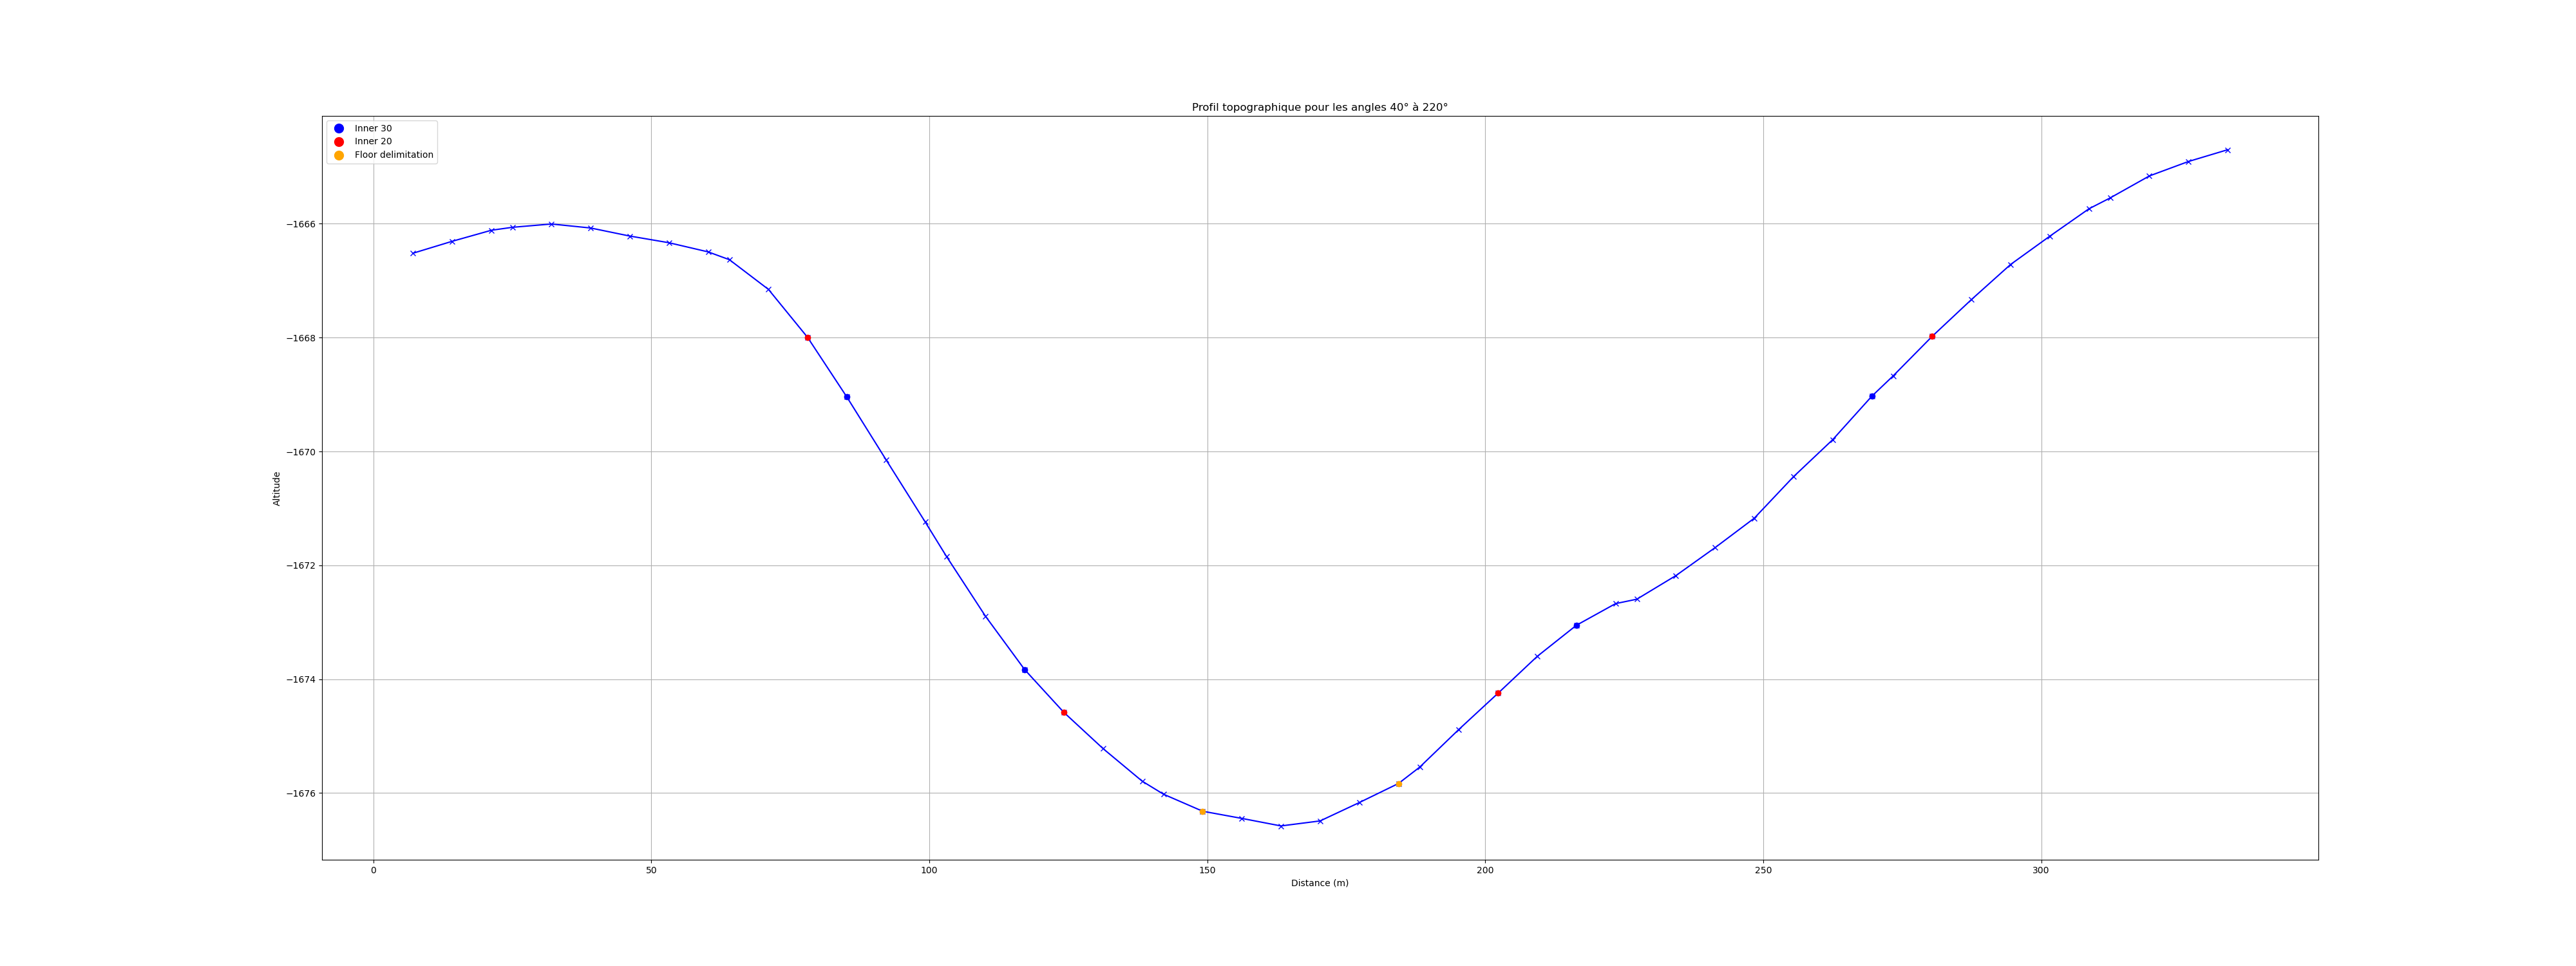 Profil topographique pour les angles 40° à 220°
Inner 30
Inner 20
Floor delimitation
−1666
−1668
−1670
−1672
−1674
−1676
Altitude
0 50 100 150 200 250 300
Distance (m)